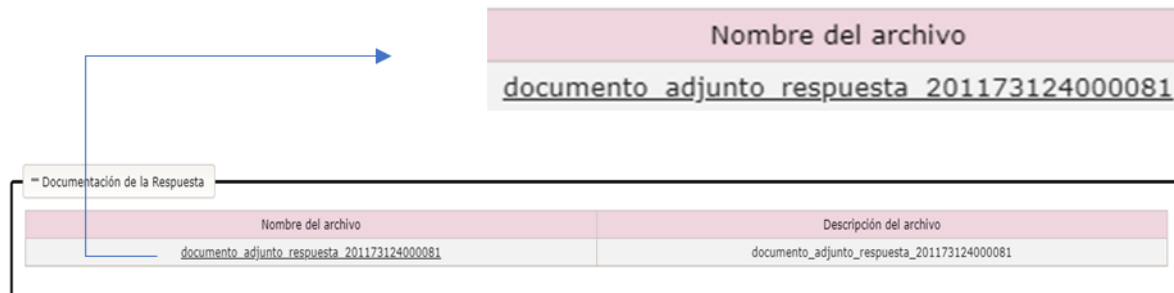 Nombre del archivo
documento_adjunto_respuesta_201173124000081
Documentación de la Respuesta
Nombre del archivo Descripción del archivo
documento_adjunto_respuesta_201173124000081 documento_adjunto_respuesta_201173124000081